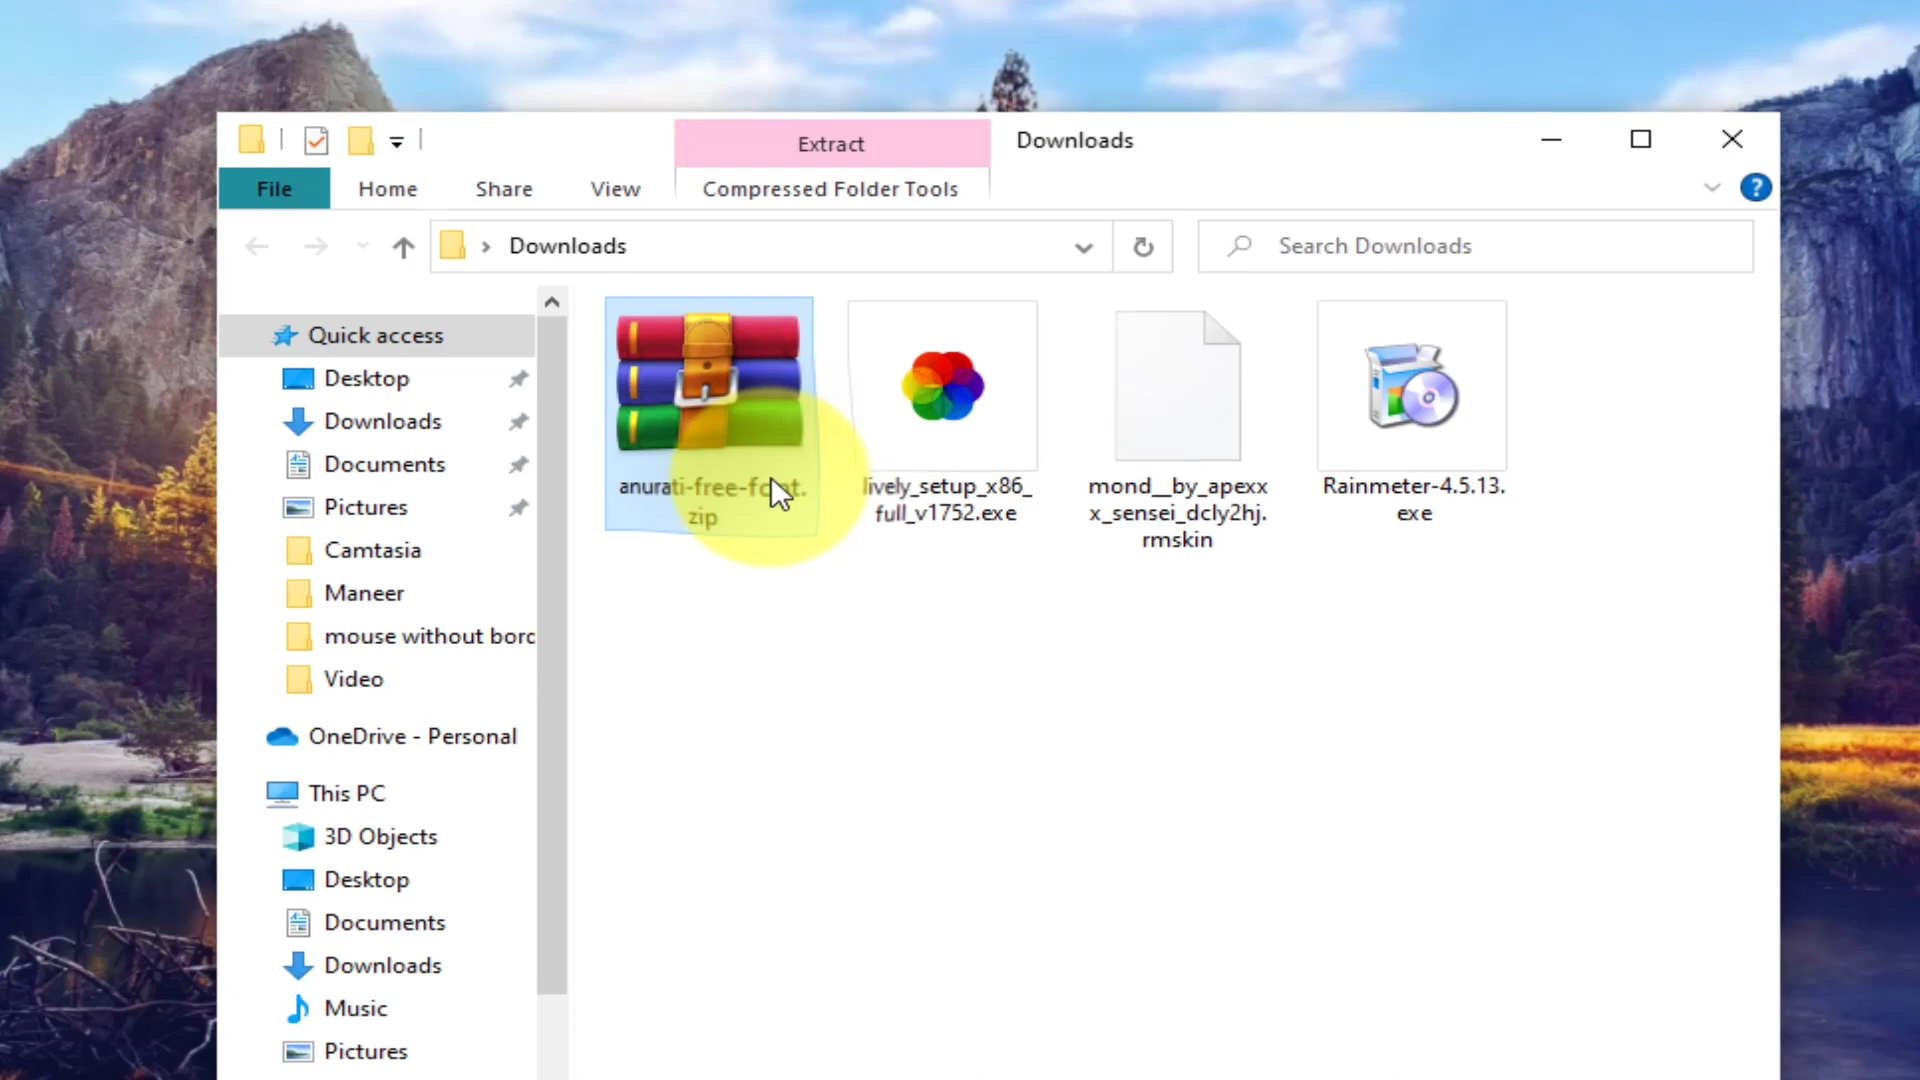 Extract
Downloads
File
Home
Share
View
Compressed Folder Tools
?
Downloads
Search Downloads
Quick access
Desktop
Downloads
Documents
Pictures
Camtasia
Maneer
mouse without bord
Video
OneDrive - Personal
This PC
3D Objects
Desktop
Documents
Downloads
Music
Pictures
anurati-free-font.
zip
lively_setup_x86_
full_v1752.exe
mond__by_apexx
x_sensei_dcly2hj.
rmskin
Rainmeter-4.5.13.
exe